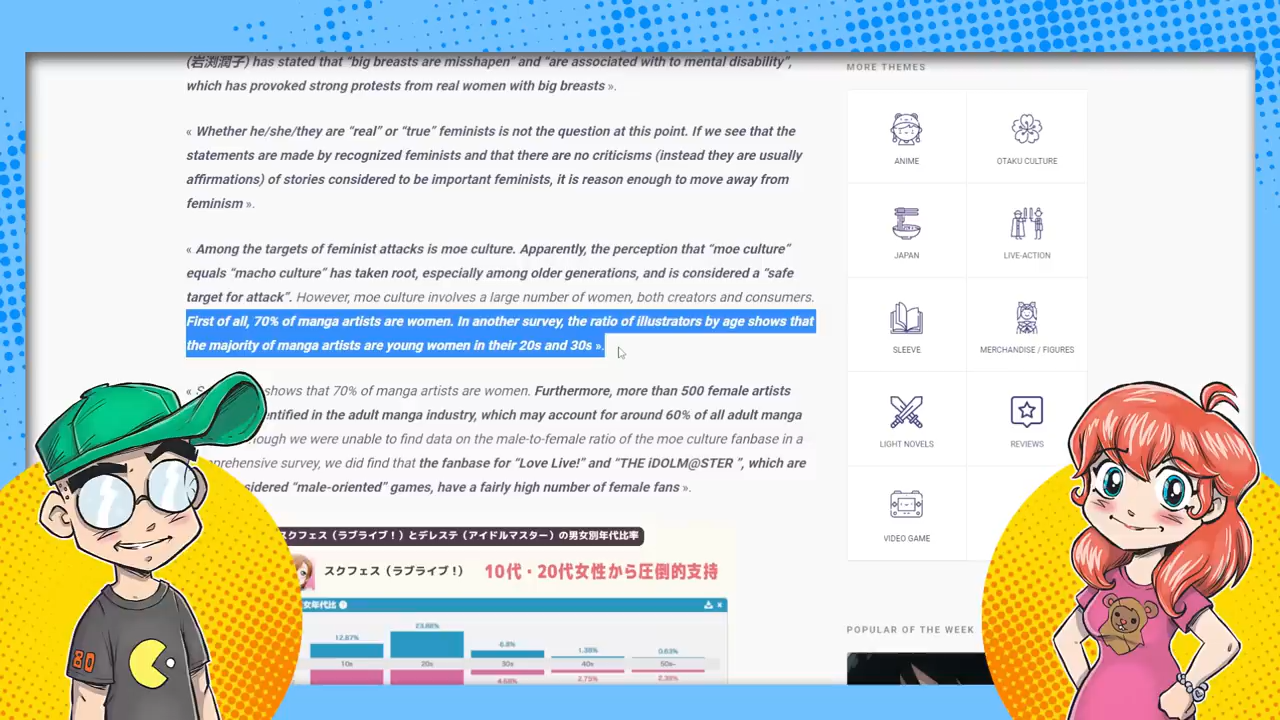 (岩渕潤子) has stated that “big breasts are misshapen” and “are associated with to mental disability”,
which has provoked strong protests from real women with big breasts ».
« Whether he/she/they are “real” or “true” feminists is not the question at this point. If we see that the
statements are made by recognized feminists and that there are no criticisms (instead they are usually
affirmations) of stories considered to be important feminists, it is reason enough to move away from
feminism ».
« Among the targets of feminist attacks is moe culture. Apparently, the perception that “moe culture”
equals “macho culture” has taken root, especially among older generations, and is considered a “safe
target for attack”. However, moe culture involves a large number of women, both creators and consumers.
First of all, 70% of manga artists are women. In another survey, the ratio of illustrators by age shows that
the majority of manga artists are young women in their 20s and 30s ».
« S shows that 70% of manga artists are women. Furthermore, more than 500 female artists
entified in the adult manga industry, which may account for around 60% of all adult manga
ough we were unable to find data on the male-to-female ratio of the moe culture fanbase in a
prehensive survey, we did find that the fanbase for “Love Live!” and “THE iDOLM@STER ”, which are
sidered “male-oriented” games, have a fairly high number of female fans ».
スクフェス（ラブライブ！）とデレステ（アイドルマスター）の男女別年代比率
スクフェス（ラブライブ！） 10代・20代女性から圧倒的支持
女年代比
12.87%
23.88%
6.8%
1.38%
0.63%
10s
20s
30s
40s
50s~
4.68%
2.75%
2.39%
MORE THEMES
ANIME
OTAKU CULTURE
JAPAN
LIVE-ACTION
SLEEVE
MERCHANDISE / FIGURES
LIGHT NOVELS
REVIEWS
VIDEO GAME
POPULAR OF THE WEEK
80